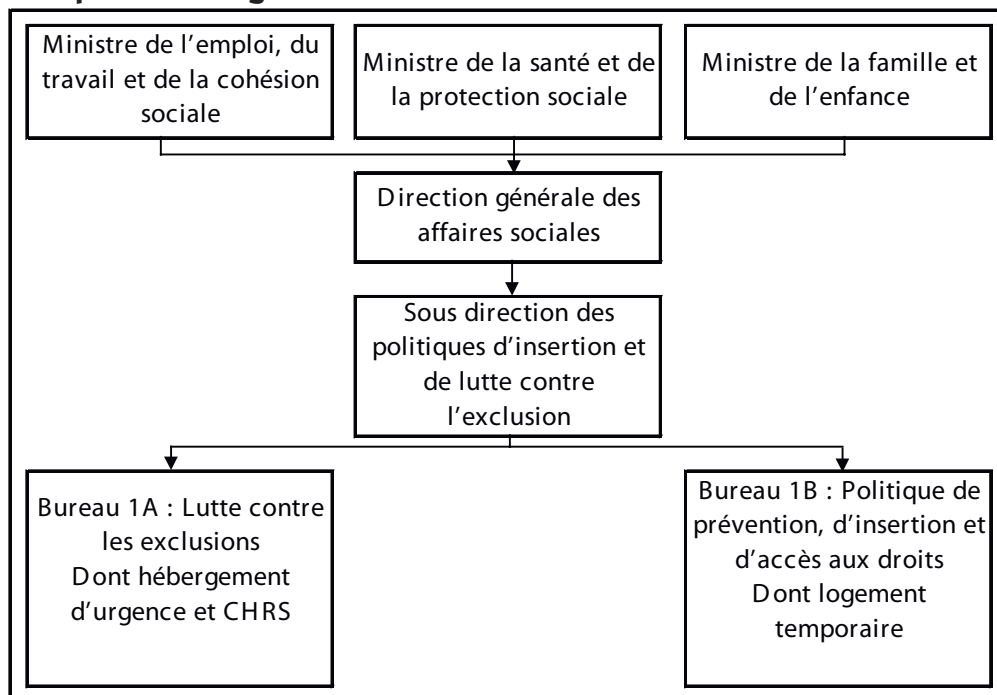 Ministre de l'emploi, du
travail et de la cohésion
sociale
Ministre de la santé et de
la protection sociale
Ministre de la famille et
de l'enfance
Direction générale des
affaires sociales
Sous direction des
politiques d'insertion et
de lutte contre
l'exclusion
Bureau 1A : Lutte contre
les exclusions
Dont hébergement
d'urgence et CHRS
Bureau 1B : Politique de
prévention, d'insertion et
d'accès aux droits
Dont logement
temporaire